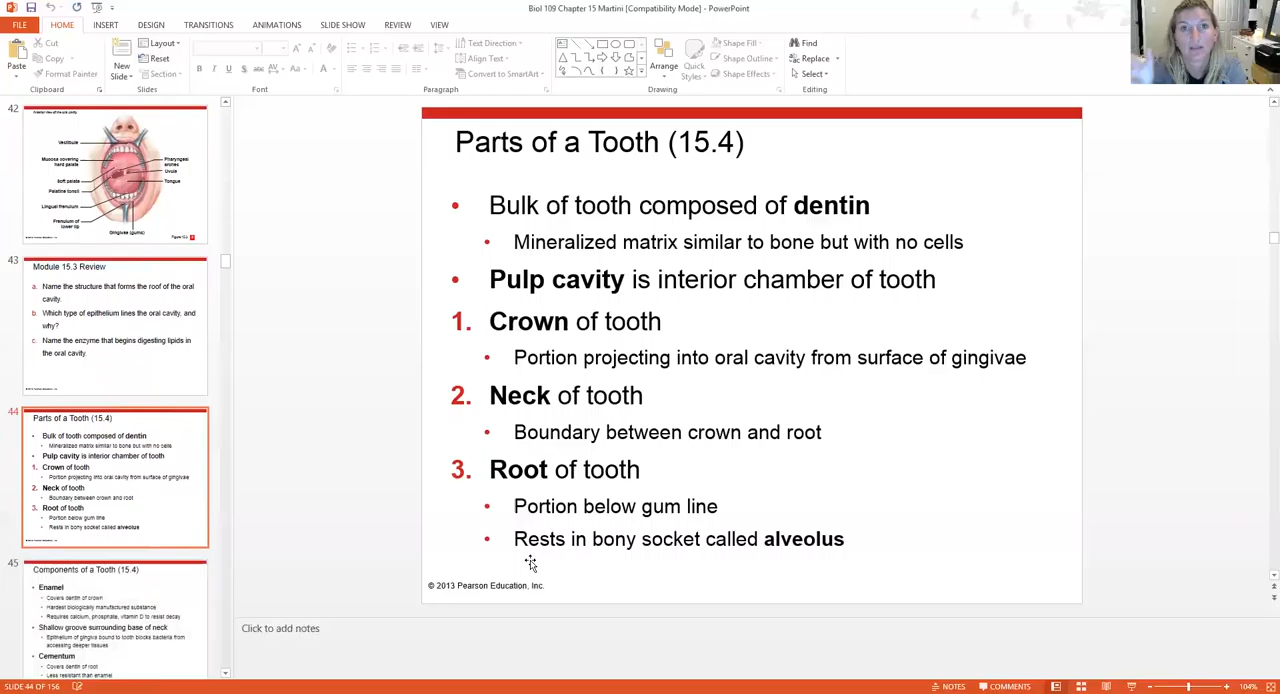 Biol 109 Chapter 15 Martini [Compatibility Mode] - PowerPoint
FILE
HOME
INSERT
DESIGN
TRANSITIONS
ANIMATIONS
SLIDE SHOW
REVIEW
VIEW
Paste
Cut
Copy
Format Painter
Clipboard
New
Slide
Layout
Reset
Section
Slides
B I U S abc AV Aa A
Font
Text Direction
Align Text
Convert to SmartArt
Paragraph
Arrange
Quick
Styles
Shape Fill
Shape Outline
Shape Effects
Drawing
Find
Replace
Select
Editing
42
Vestibule
Mucosa covering
hard palate
Soft palate
Palatine tonsil
Lingual frenulum
Frenulum of
lower lip
Pharyngeal
arches
Uvula
Tongue
Gingivae (gums)
43
Module 15.3 Review
a. Name the structure that forms the roof of the oral
cavity.
b. Which type of epithelium lines the oral cavity, and
why?
c. Name the enzyme that begins digesting lipids in
the oral cavity.
44
Parts of a Tooth (15.4)
• Bulk of tooth composed of dentin
• Mineralized matrix similar to bone but with no cells
• Pulp cavity is interior chamber of tooth
1. Crown of tooth
• Portion projecting into oral cavity from surface of gingivae
2. Neck of tooth
• Boundary between crown and root
3. Root of tooth
• Portion below gum line
• Rests in bony socket called alveolus
45
Components of a Tooth (15.4)
• Enamel
• Covers dentin of crown
• Hardest biologically manufactured substance
• Requires calcium, phosphate, vitamin D to resist decay
• Shallow groove surrounding base of neck
• Epithelium of gingiva bound to tooth blocks bacteria from
accessing deeper tissues
• Cementum
• Covers dentin of root
• Less resistant than enamel
Parts of a Tooth (15.4)
• Bulk of tooth composed of dentin
• Mineralized matrix similar to bone but with no cells
• Pulp cavity is interior chamber of tooth
1. Crown of tooth
• Portion projecting into oral cavity from surface of gingivae
2. Neck of tooth
• Boundary between crown and root
3. Root of tooth
• Portion below gum line
• Rests in bony socket called alveolus
© 2013 Pearson Education, Inc.
Click to add notes
SLIDE 44 OF 156
NOTES
COMMENTS
104%